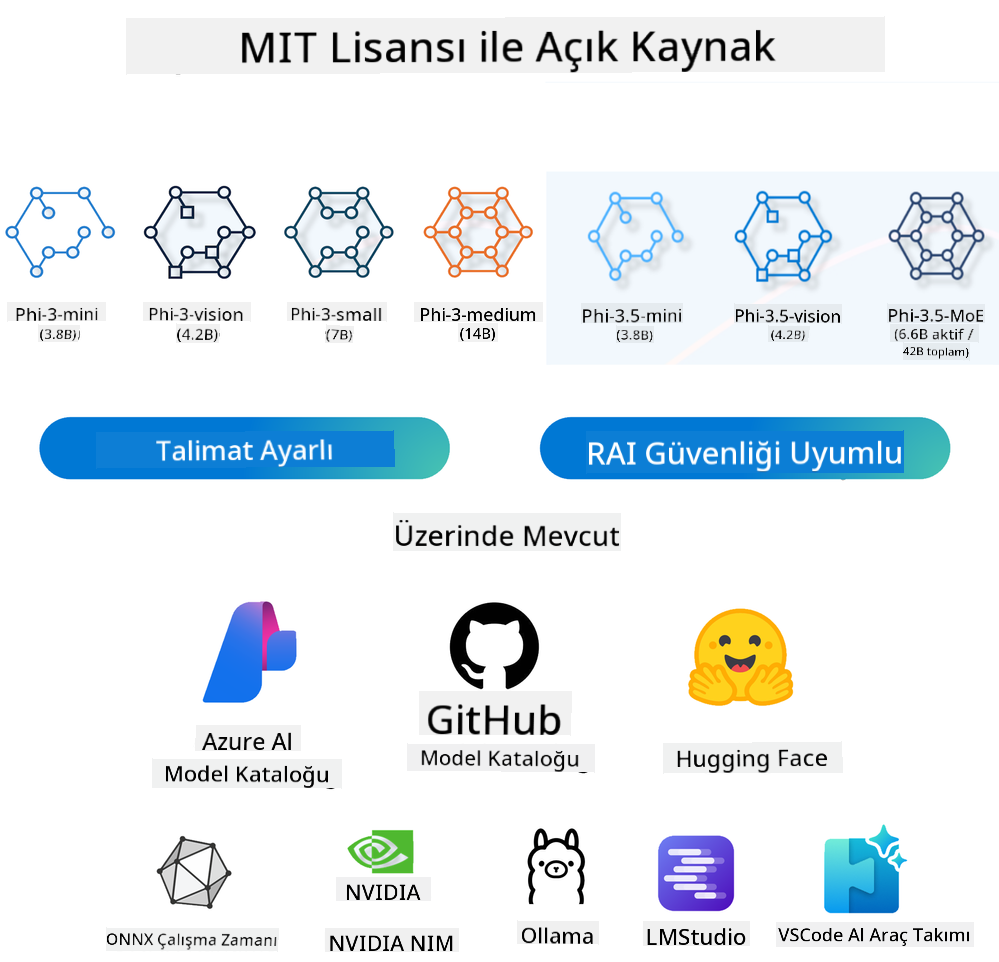 MIT Lisansı ile Açık Kaynak
Phi-3-mini
(3.8B)
Phi-3-vision
(4.2B)
Phi-3-small
(7B)
Phi-3-medium
(14B)
Phi-3.5-mini
(3.8B)
Phi-3.5-vision
(4.2B)
Phi-3.5-MoE
(6.6B aktif /
42B toplam)
Talimat Ayarlı
RAI Güvenliği Uyumlu
Üzerinde Mevcut
Azure AI
Model Kataloğu
GitHub
Model Kataloğu
Hugging Face
ONNX Çalışma Zamanı
NVIDIA
NVIDIA NIM
Ollama
LMStudio
VSCode AI Araç Takımı